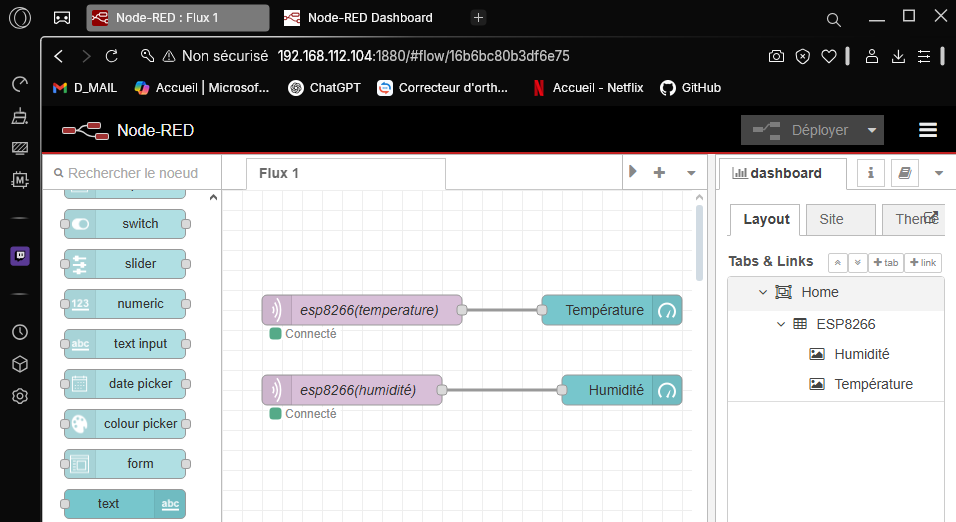 Node-RED : Flux 1
Node-RED Dashboard
Non sécurisé 192.168.112.104:1880/#flow/16b6bc80b3df6e75
D_MAIL
Accueil | Microsof...
ChatGPT
Correcteur d'orth...
Accueil - Netflix
GitHub
Node-RED
Déployer
Rechercher le noeud
Flux 1
dashboard
switch
slider
numeric
text input
date picker
colour picker
form
text
abc
123
abc
esp8266(temperature)
Connecté
Température
esp8266(humidité)
Connecté
Humidité
Layout
Site
Theme
Tabs & Links
+ tab
+ link
Home
ESP8266
Humidité
Température